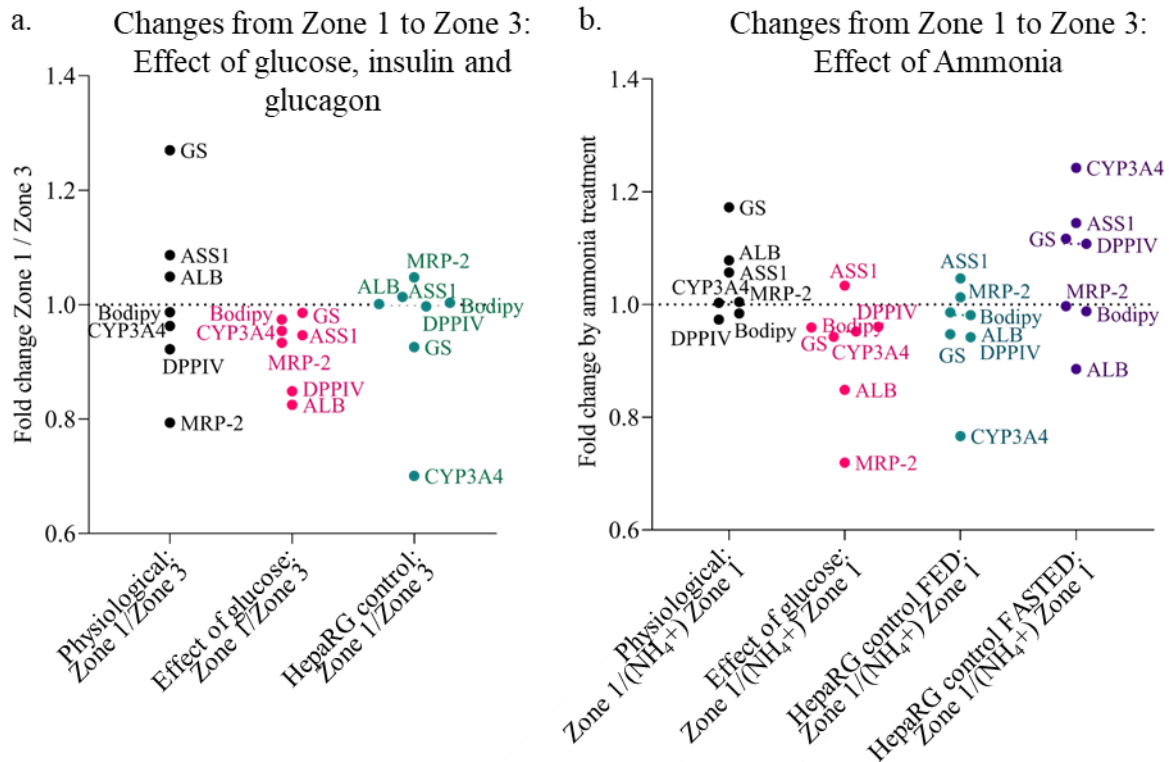 a.
Changes from Zone 1 to Zone 3:
Effect of glucose, insulin and
glucagon
Fold change Zone 1 / Zone 3
1.4
1.2
1.0
0.8
0.6
GS
ASS1
ALB
Bodipy
CYP3A4
DPPIV
MRP-2
Bodipy
GS
CYP3A4
ASS1
MRP-2
DPPIV
ALB
MRP-2
ALB
ASS1
Bodipy
DPPIV
GS
CYP3A4
Physiological:
Zone 1/Zone 3
Effect of glucose:
Zone 1/Zone 3
HepaRG control:
Zone 1/Zone 3
b.
Changes from Zone 1 to Zone 3:
Effect of Ammonia
Fold change by ammonia treatment
1.4
1.2
1.0
0.8
0.6
GS
ALB
ASS1
CYP3A4
MRP-2
DPPIV
Bodipy
ASS1
DPPIV
Bodipy
GS
CYP3A4
ALB
MRP-2
ASS1
MRP-2
Bodipy
ALB
GS
DPPIV
CYP3A4
CYP3A4
ASS1
GS
DPPIV
MRP-2
Bodipy
ALB
Physiological:
Zone 1/(NH₄⁺) Zone 1
Effect of glucose:
Zone 1/(NH₄⁺) Zone 1
HepaRG control FED:
Zone 1/(NH₄⁺) Zone 1
HepaRG control FASTED:
Zone 1/(NH₄⁺) Zone 1